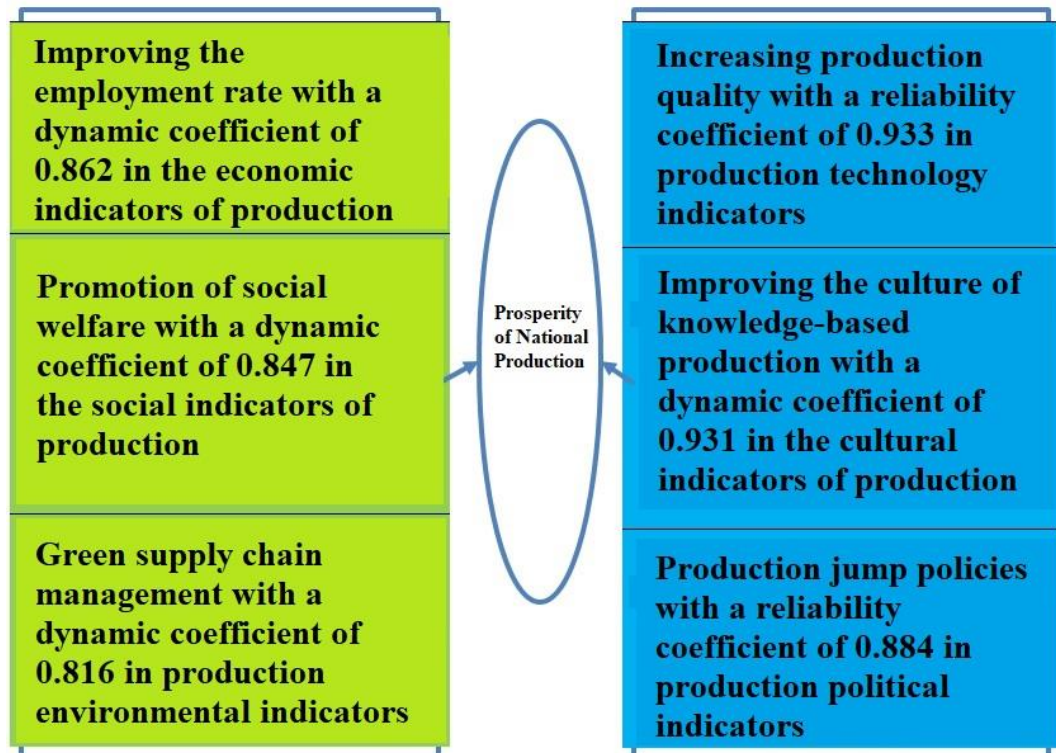 Improving the
employment rate with a
dynamic coefficient of
0.862 in the economic
indicators of production
Promotion of social
welfare with a dynamic
coefficient of 0.847 in
the social indicators of
production
Green supply chain
management with a
dynamic coefficient of
0.816 in production
environmental indicators
Prosperity
of National
Production
Increasing production
quality with a reliability
coefficient of 0.933 in
production technology
indicators
Improving the culture of
knowledge-based
production with a
dynamic coefficient of
0.931 in the cultural
indicators of production
Production jump policies
with a reliability
coefficient of 0.884 in
production political
indicators